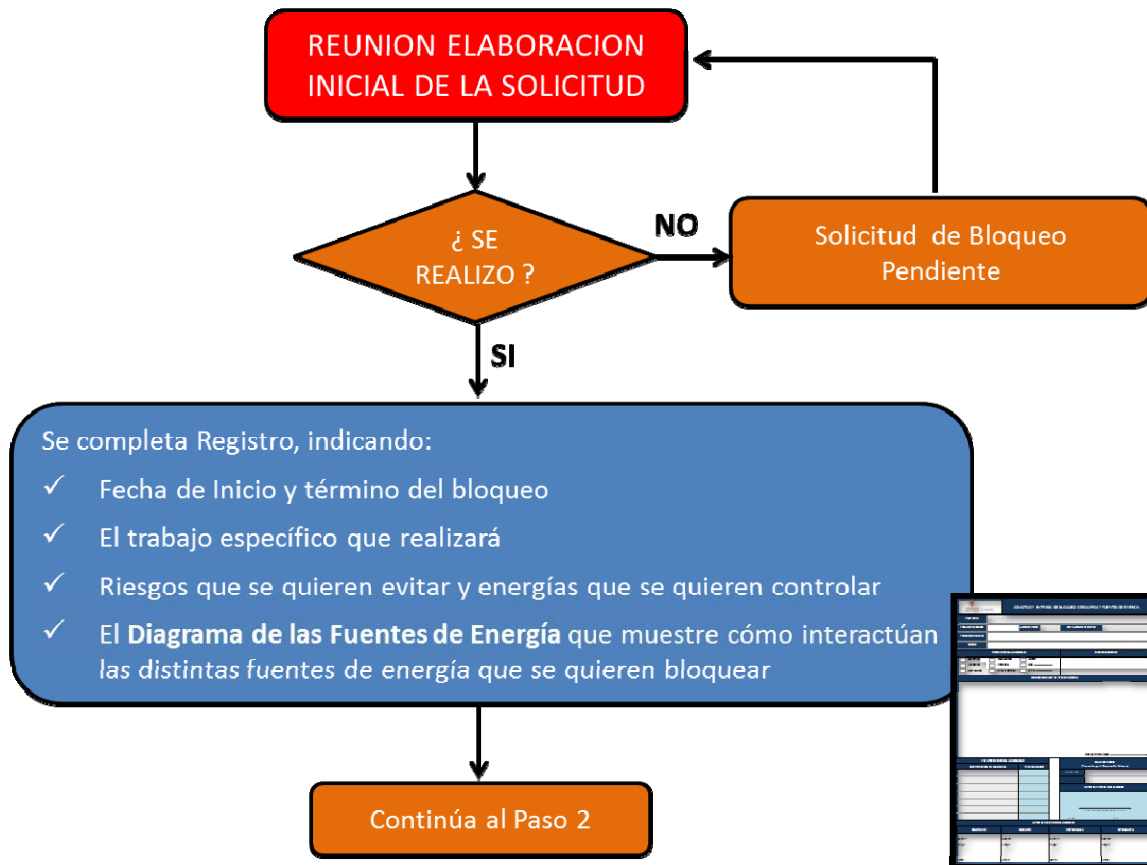 REUNION ELABORACION
INICIAL DE LA SOLICITUD
¿ SE
REALIZO ?
NO
Solicitud de Bloqueo
Pendiente
SI
Se completa Registro, indicando:
✓ Fecha de Inicio y término del bloqueo
✓ El trabajo específico que realizará
✓ Riesgos que se quieren evitar y energías que se quieren controlar
✓ El Diagrama de las Fuentes de Energía que muestre cómo interactúan
las distintas fuentes de energía que se quieren bloquear
Continúa al Paso 2